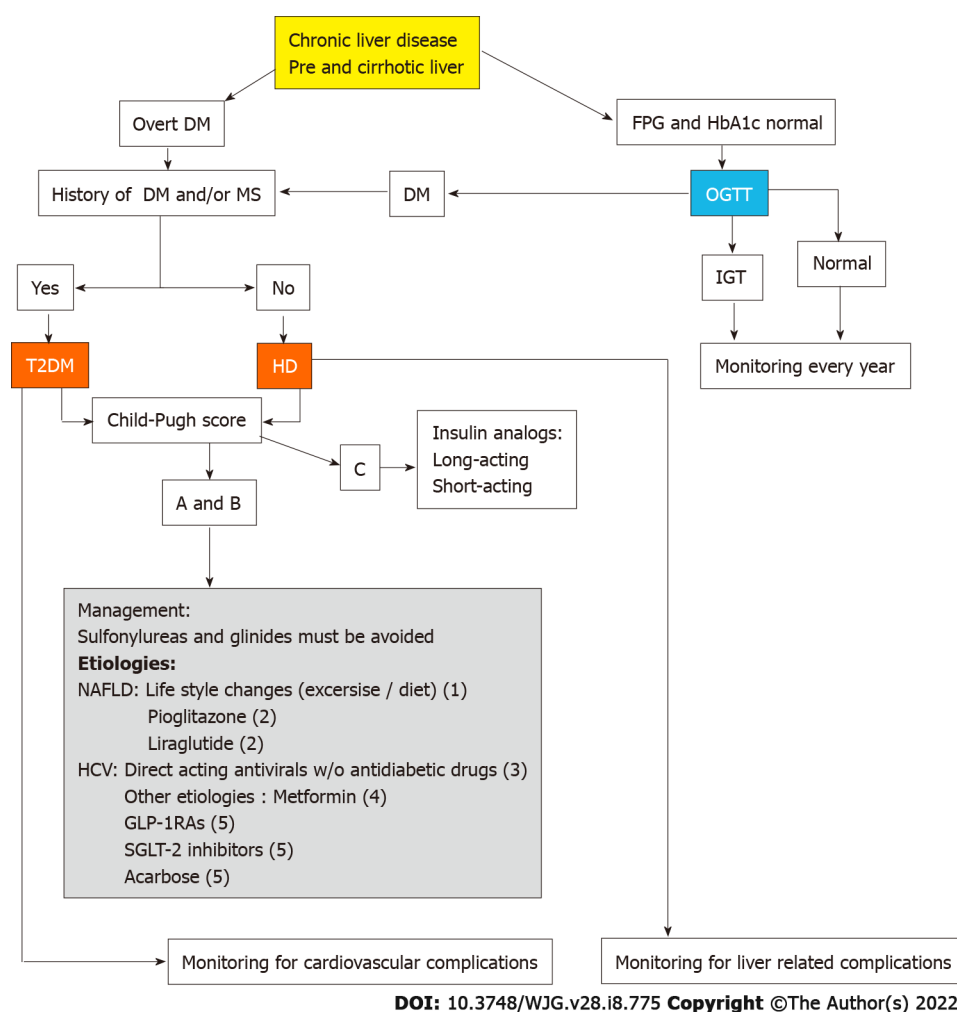 Chronic liver disease
Pre and cirrhotic liver
Overt DM
FPG and HbA1c normal
History of DM and/or MS
DM
OGTT
Yes
No
IGT
Normal
T2DM
HD
Monitoring every year
Child-Pugh score
C
Insulin analogs:
Long-acting
Short-acting
A and B
Management:
Sulfonylureas and glinides must be avoided
Etiologies:
NAFLD: Life style changes (excersise / diet) (1)
Pioglitazone (2)
Liraglutide (2)
HCV: Direct acting antivirals w/o antidiabetic drugs (3)
Other etiologies : Metformin (4)
GLP-1RAs (5)
SGLT-2 inhibitors (5)
Acarbose (5)
Monitoring for cardiovascular complications
Monitoring for liver related complications
DOI: 10.3748/WJG.v28.i8.775 Copyright ©The Author(s) 2022